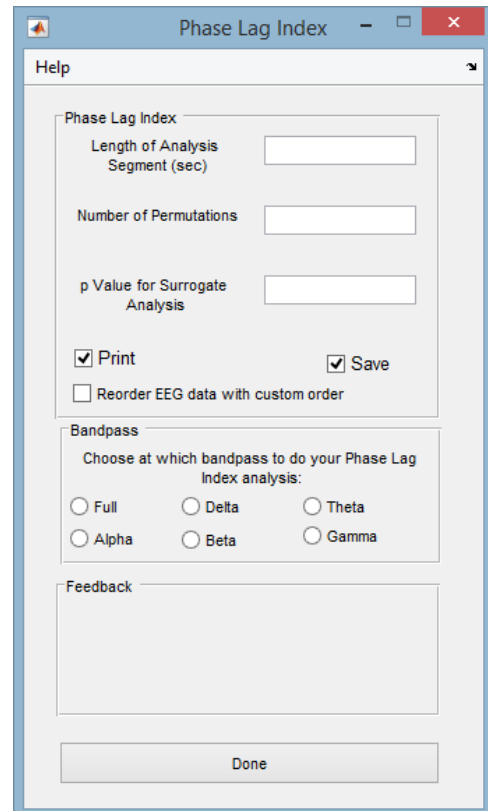 Phase Lag Index
Help
Phase Lag Index
Length of Analysis
Segment (sec)
Number of Permutations
p Value for Surrogate
Analysis
Print
Save
Reorder EEG data with custom order
Bandpass
Choose at which bandpass to do your Phase Lag
Index analysis:
Full Delta Theta
Alpha Beta Gamma
Feedback
Done